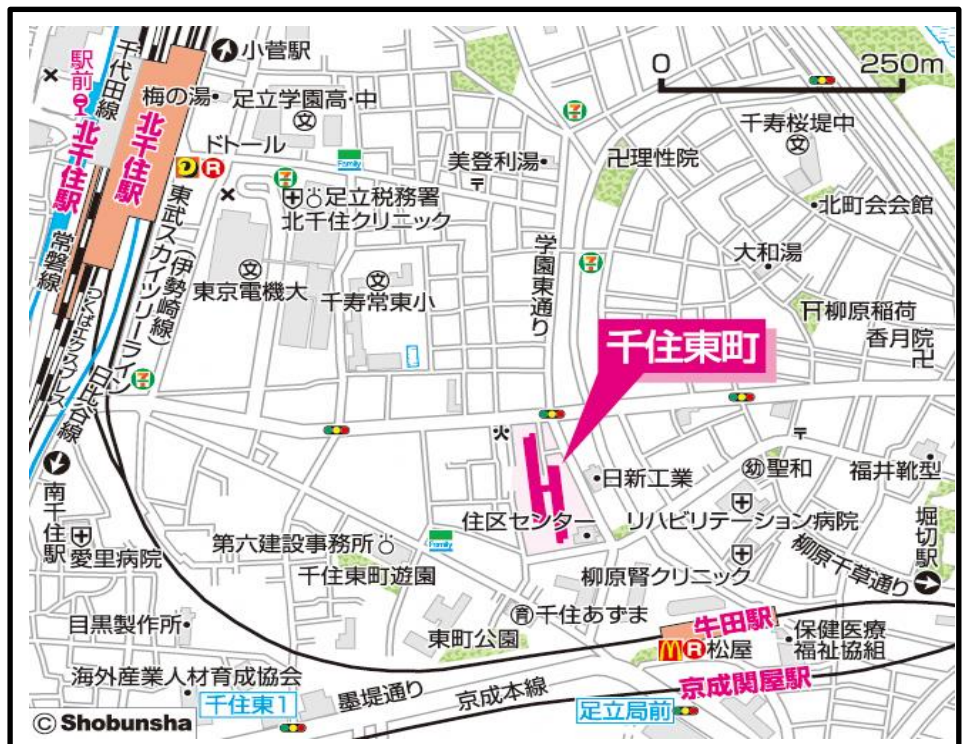 小菅駅
0 250m
駅前
千代田線
北千住駅
北千住駅
梅の湯
足立学園高・中
文
ドトール
R
Family
7
美登利湯
〒
卍理性院
千寿桜堤中
文
北町会会館
足立税務署
北千住クリニック
大和湯
学園東通り
常磐線
つくばエクスプレス
日比谷線
東武スカイツリーライン
(伊勢崎線)
文
東京電機大
文
千寿常東小
7
7
7
柳原稲荷
香月院
卍
千住東町
日新工業
幼聖和
〒
福井靴型
住区センター
リハビリテーション病院
堀切駅
南千住駅
愛里病院
第六建設事務所
Family
千住東町遊園
柳原腎クリニック
柳原千草通り
育千住あずま
目黒製作所
東町公園
牛田駅
M R 松屋
保健医療
福祉協組
海外産業人材育成協会
千住東1
墨堤通り
京成本線
京成関屋駅
足立局前
© Shobunsha